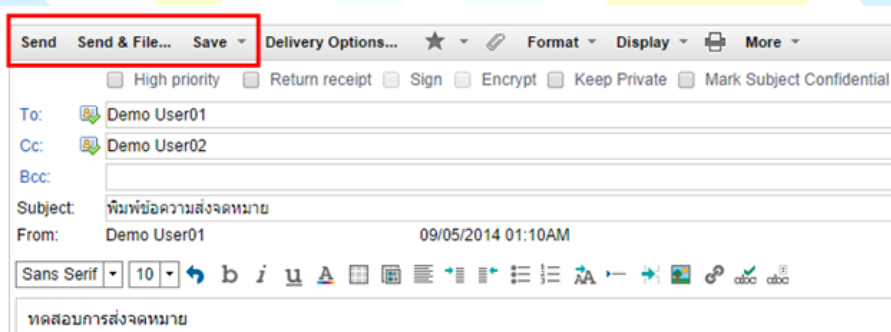 Send Send & File... Save Delivery Options... Format Display More
High priority Return receipt Sign Encrypt Keep Private Mark Subject Confidential
To: Demo User01
Cc: Demo User02
Bcc:
Subject: พิมพ์ข้อความส่งจดหมาย
From: Demo User01 09/05/2014 01:10AM
Sans Serif 10 b i u A A abc abc
ทดสอบการส่งจดหมาย